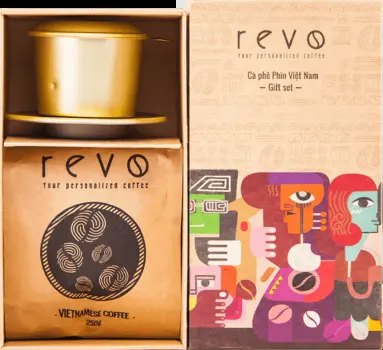 revo
Your personalized coffee
- VIETNAMESE COFFEE -
250g
revo
Your personalized coffee
Cà phê Phin Việt Nam
— Gift set —